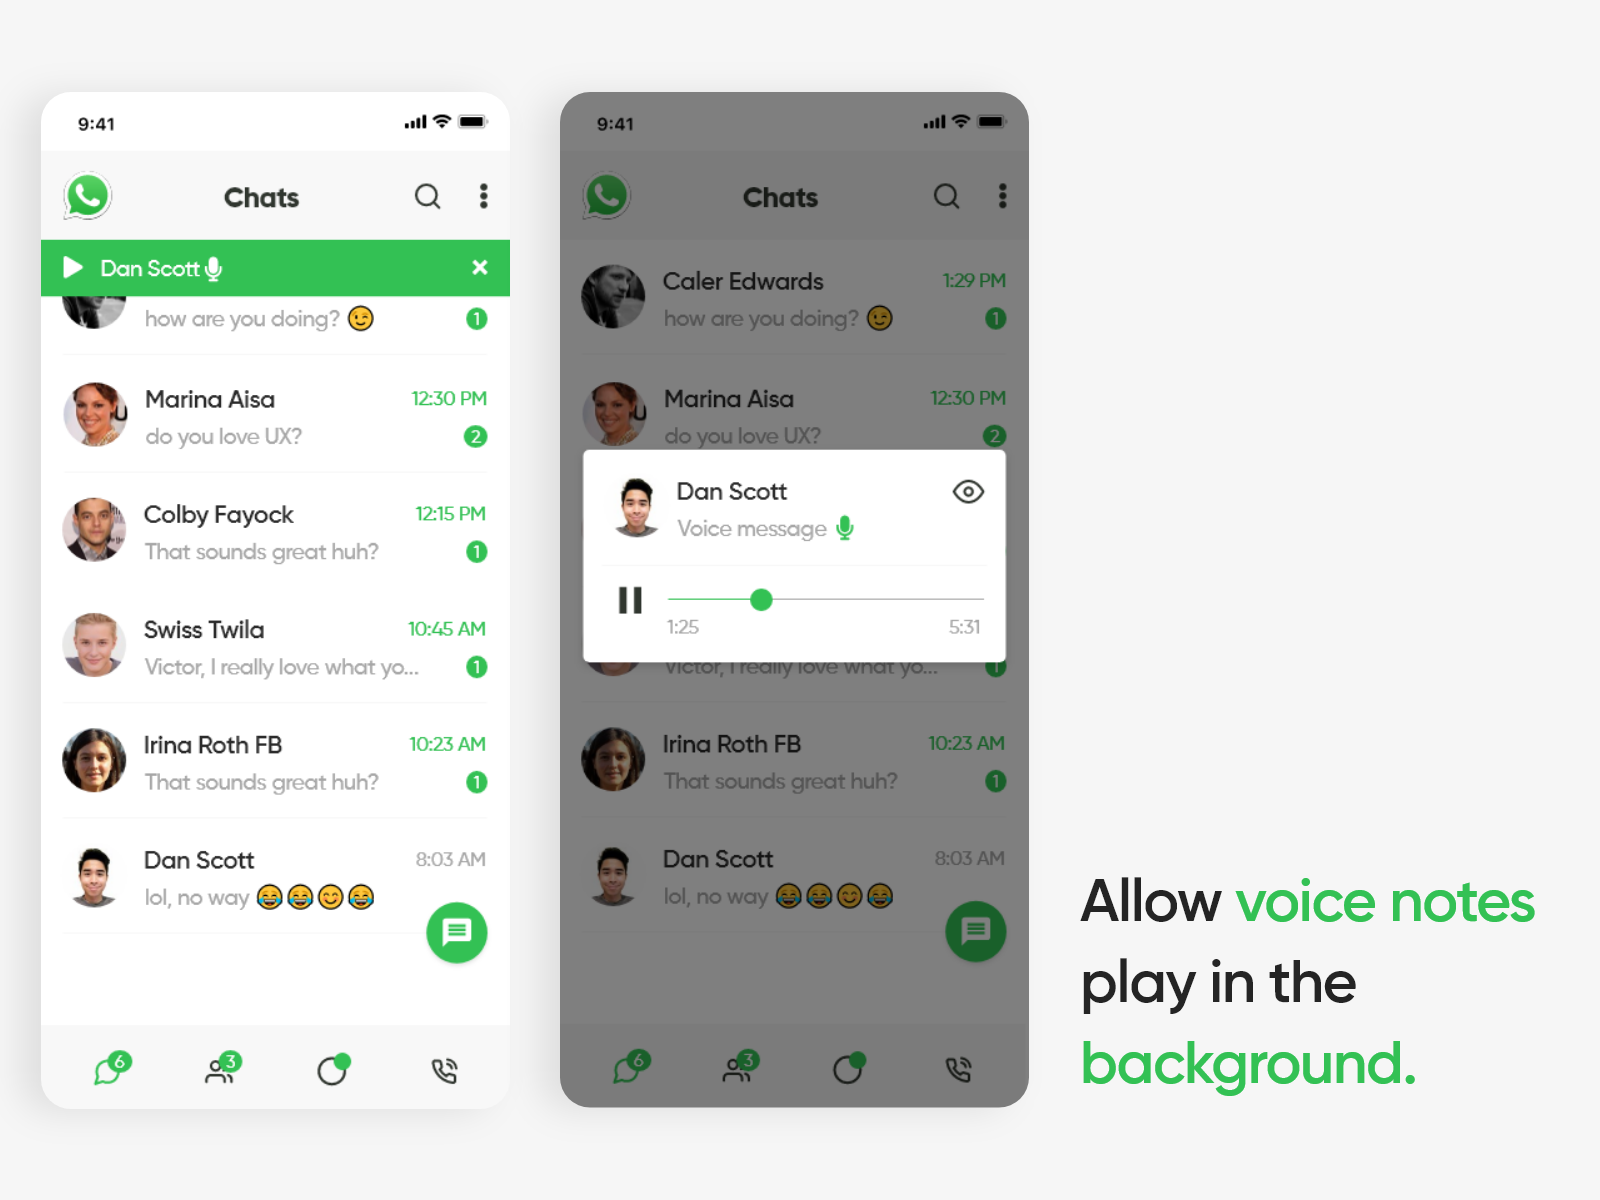 9:41
Chats
Dan Scott
how are you doing? 😉
1
Marina Aisa
12:30 PM
do you love UX?
2
Colby Fayock
12:15 PM
That sounds great huh?
1
Swiss Twila
10:45 AM
Victor, I really love what yo...
1
Irina Roth FB
10:23 AM
That sounds great huh?
1
Dan Scott
8:03 AM
lol, no way 😂😂😊😂
6
3
9:41
Chats
Caler Edwards
1:29 PM
how are you doing? 😉
1
Marina Aisa
12:30 PM
do you love UX?
2
Dan Scott
Voice message
1:25
5:31
Victor, I really love what yo...
1
Irina Roth FB
10:23 AM
That sounds great huh?
1
Dan Scott
8:03 AM
lol, no way 😂😂😊😂
6
3
Allow voice notes
play in the
background.